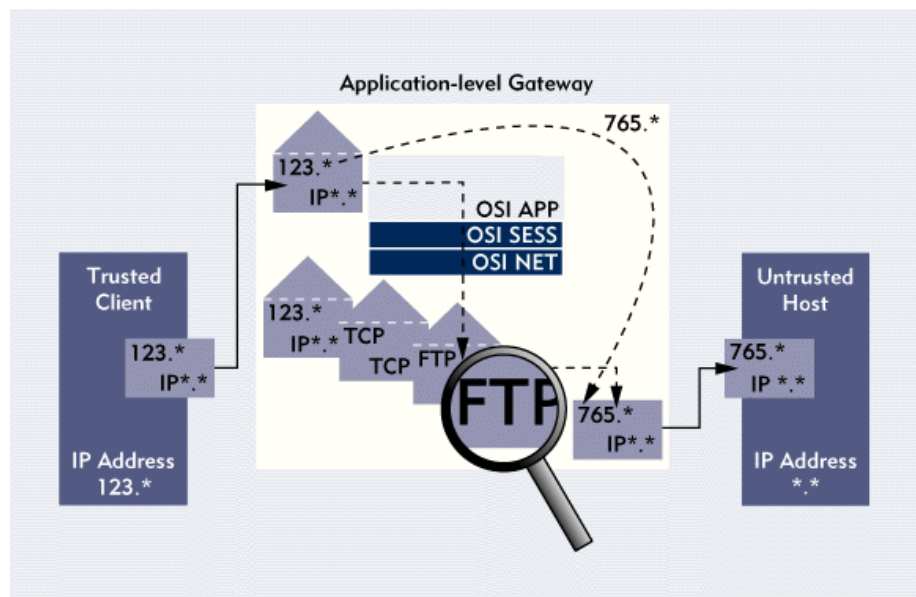 Application-level Gateway
765.*
123.*
IP*.*
OSI APP
OSI SESS
OSI NET
Trusted
Client
123.*
IP*.*
IP Address
123.*
123.*
IP*.*
TCP
TCP
FTP
FTP
765.*
IP*.*
Untrusted
Host
765.*
IP *.*
IP Address
*.*